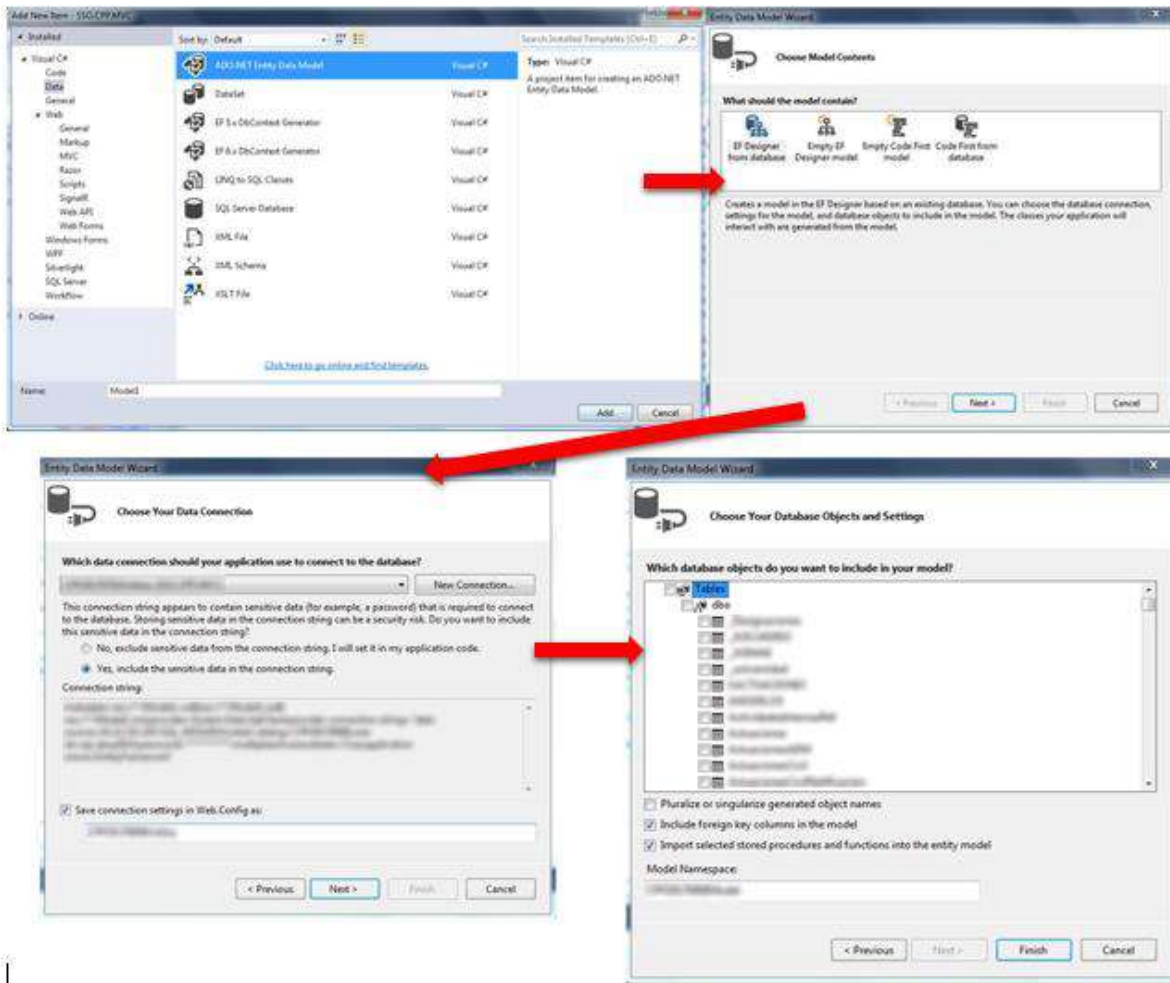 Add New Item - SSO.CPP.MVC
Installed
Visual C#
Code
Data
General
Web
General
Markup
MVC
Razor
Scripts
SignalR
Web API
Web Forms
Windows Forms
WPF
Silverlight
SQL Server
Workflow
Online
Sort by: Default
Search Installed Templates (Ctrl+E)
ADO.NET Entity Data Model Visual C#
DataSet Visual C#
EF 5.x DbContext Generator Visual C#
EF 6.x DbContext Generator Visual C#
LINQ to SQL Classes Visual C#
SQL Server Database Visual C#
XML File Visual C#
XML Schema Visual C#
XSLT File Visual C#
Click here to go online and find templates.
Type: Visual C#
A project item for creating an ADO.NET
Entity Data Model.
Name: Model1
Add Cancel
Entity Data Model Wizard
Choose Model Contents
What should the model contain?
EF Designer from database
Empty EF Designer model
Empty Code First model
Code First from database
Creates a model in the EF Designer based on an existing database. You can choose the database connection,
settings for the model, and database objects to include in the model. The classes your application will
interact with are generated from the model.
< Previous Next > Finish Cancel
Entity Data Model Wizard
Choose Your Data Connection
Which data connection should your application use to connect to the database?
New Connection...
This connection string appears to contain sensitive data (for example, a password) that is required to connect
to the database. Storing sensitive data in the connection string can be a security risk. Do you want to include
this sensitive data in the connection string?
No, exclude sensitive data from the connection string. I will set it in my application code.
Yes, include the sensitive data in the connection string.
Connection string:
Save connection settings in Web.Config as:
< Previous Next > Finish Cancel
Entity Data Model Wizard
Choose Your Database Objects and Settings
Which database objects do you want to include in your model?
Tables
dbo
Pluralize or singularize generated object names
Include foreign key columns in the model
Import selected stored procedures and functions into the entity model
Model Namespace:
< Previous Next > Finish Cancel